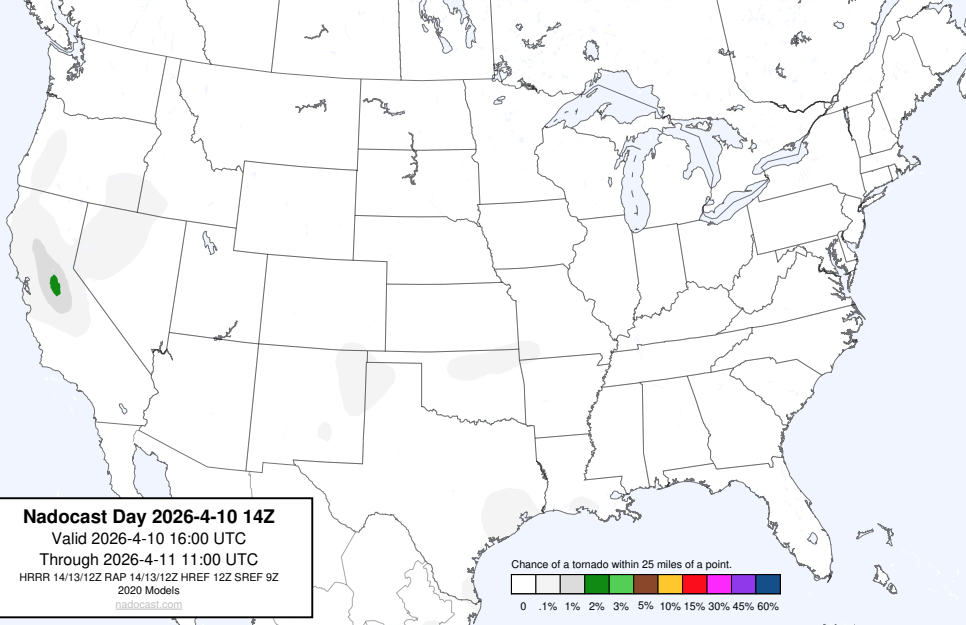 Nadocast Day 2026-4-10 14Z
Valid 2026-4-10 16:00 UTC
Through 2026-4-11 11:00 UTC
HRRR 14/13/12Z RAP 14/13/12Z HREF 12Z SREF 9Z
2020 Models
nadocast.com
Chance of a tornado within 25 miles of a point.
0 .1% 1% 2% 3% 5% 10% 15% 30% 45% 60%